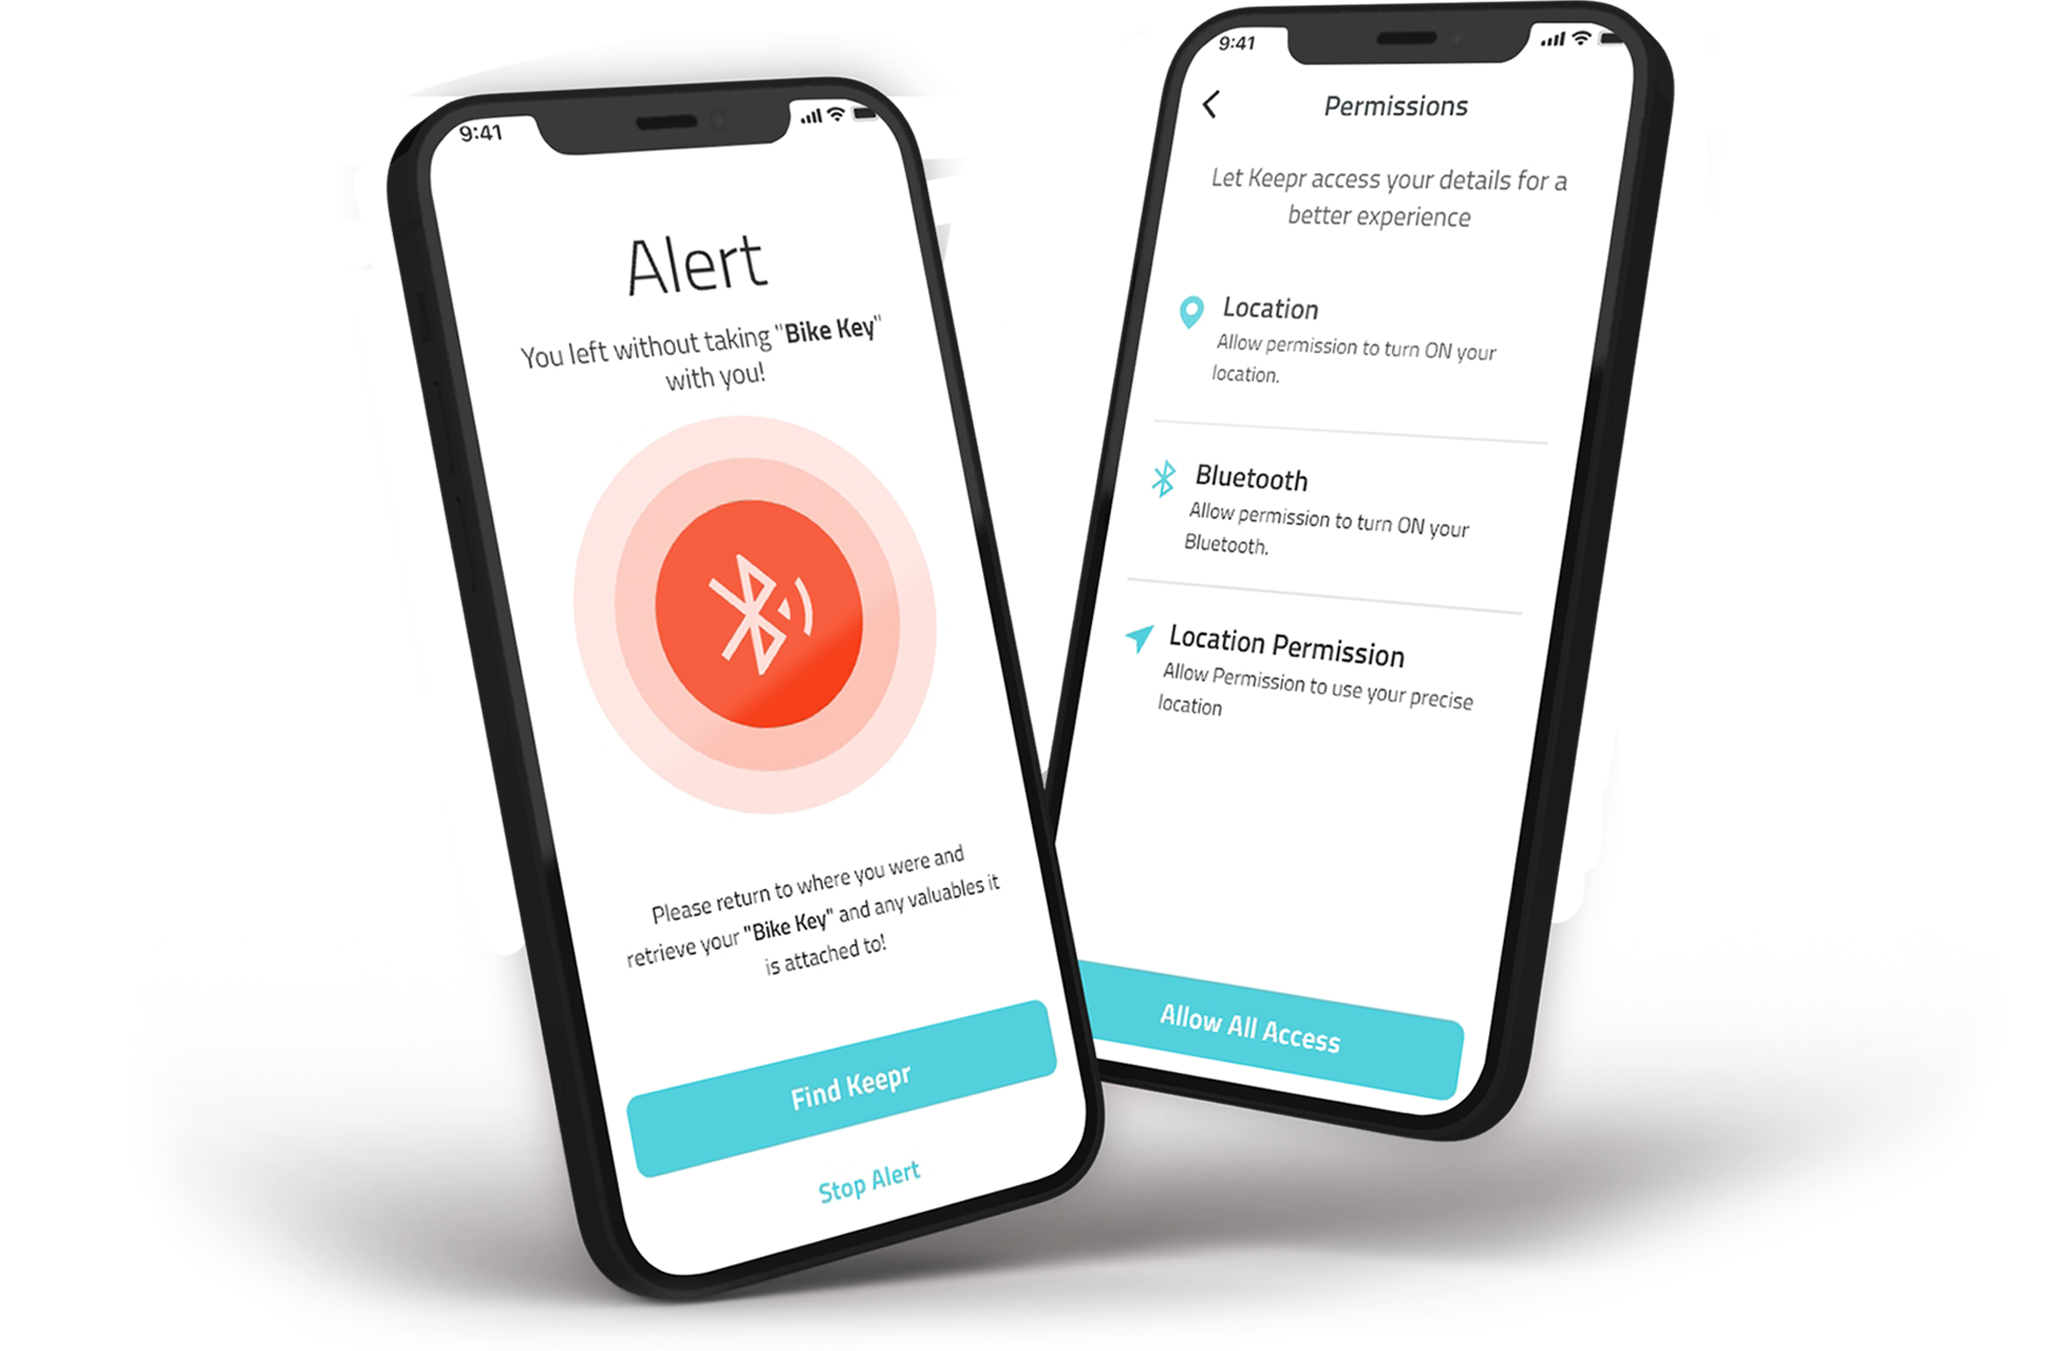 9:41
Alert
You left without taking "Bike Key"
with you!
Please return to where you were and
retrieve your "Bike Key" and any valuables it
is attached to!
Find Keepr
Stop Alert
9:41
Permissions
Let Keepr access your details for a
better experience
Location
Allow permission to turn ON your
location.
Bluetooth
Allow permission to turn ON your
Bluetooth.
Location Permission
Allow Permission to use your precise
location
Allow All Access